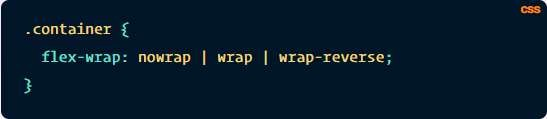 css
.container {
flex-wrap: nowrap | wrap | wrap-reverse;
}